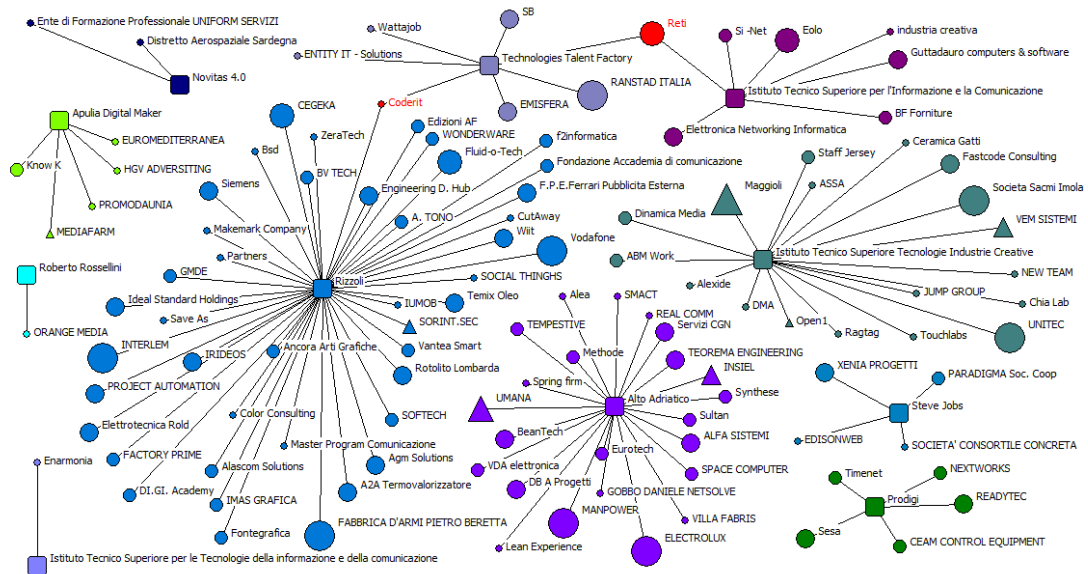 Ente di Formazione Professionale UNIFORM SERVIZI
Distretto Aerospaziale Sardegna
Novitas 4.0
Wattajob
ENTITY IT - Solutions
SB
Technologies Talent Factory
RANSTAD ITALIA
EMISFERA
Coderit
Reti
Si -Net
Eolo
industria creativa
Guttadauro computers & software
Istituto Tecnico Superiore per l'Informazione e la Comunicazione
BF Forniture
Elettronica Networking Informatica
Apulia Digital Maker
EUROMEDITERRANEA
Know K
HGV ADVERSITING
PROMODAUNIA
MEDIAFARM
Roberto Rossellini
ORANGE MEDIA
CEGEKA
ZeraTech
Bsd
BV TECH
Siemens
Makemark Company
Partners
GMDE
Ideal Standard Holdings
Save As
INTERLEM
IRIDEOS
Ancora Arti Grafiche
PROJECT AUTOMATION
Elettrotecnica Rold
Color Consulting
FACTORY PRIME
Master Program Comunicazione
Alascom Solutions
DI.GI. Academy
IMAS GRAFICA
Fontegrafica
FABBRICA D'ARMI PIETRO BERETTA
A2A Termovalorizzatore
Agm Solutions
SOFTECH
Rotolito Lombarda
Vantea Smart
SORINT.SEC
IUMOB
Temix Oleo
SOCIAL THINGHS
Vodafone
Wiit
CutAway
A. TONO
F.P.E.Ferrari Pubblicita Esterna
Engineering D. Hub
Fondazione Accademia di comunicazione
Fluid-o-Tech
f2informatica
WONDERWARE
Edizioni AF
Rizzoli
Enarmonia
Istituto Tecnico Superiore per le Tecnologie della informazione e della comunicazione
Ceramica Gatti
Staff Jersey
Fastcode Consulting
Maggioli
ASSA
Societa Sacmi Imola
Dinamica Media
VEM SISTEMI
Istituto Tecnico Superiore Tecnologie Industrie Creative
ABM Work
NEW TEAM
Alexide
JUMP GROUP
DMA
Chia Lab
Open1
Ragtag
Touchlabs
UNITEC
Alea
SMACT
REAL COMM
TEMPESTIVE
Servizi CGN
Methode
TEOREMA ENGINEERING
INSIEL
Spring firm
UMANA
Alto Adriatico
Synthese
Sultan
BeanTech
ALFA SISTEMI
Eurotech
VDA elettronica
SPACE COMPUTER
DB A Progetti
GOBBO DANIELE NETSOLVE
MANPOWER
VILLA FABRIS
Lean Experience
ELECTROLUX
XENIA PROGETTI
PARADIGMA Soc. Coop
Steve Jobs
EDISONWEB
SOCIETA' CONSORTILE CONCRETA
Timenet
NEXTWORKS
Prodigi
READYTEC
Sesa
CEAM CONTROL EQUIPMENT